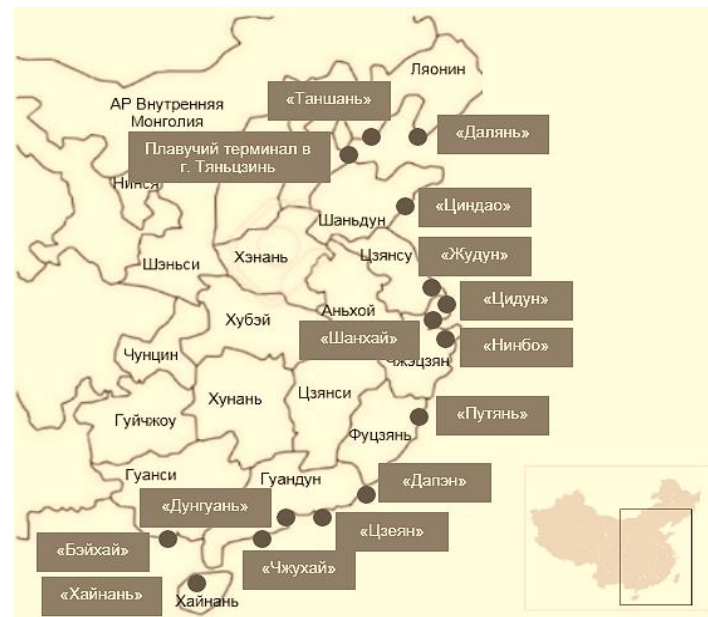 Ляонин
«Таншань»
АР Внутренняя
Монголия
«Далянь»
Плавучий терминал в
г. Тяньцзинь
Нинся
«Циндао»
Шаньдун
Цзянсу
«Жудун»
Хэнань
Шэньси
«Цидун»
Аньхой
Хубэй
«Шанхай»
«Нинбо»
Чунцин
Чжэцзян
Хунань
Цзянси
Гуйчжоу
«Путянь»
Фуцзянь
Гуанси
Гуандун
«Дапэн»
«Дунгуань»
«Цзеян»
«Бэйхай»
«Чжухай»
«Хайнань»
Хайнань